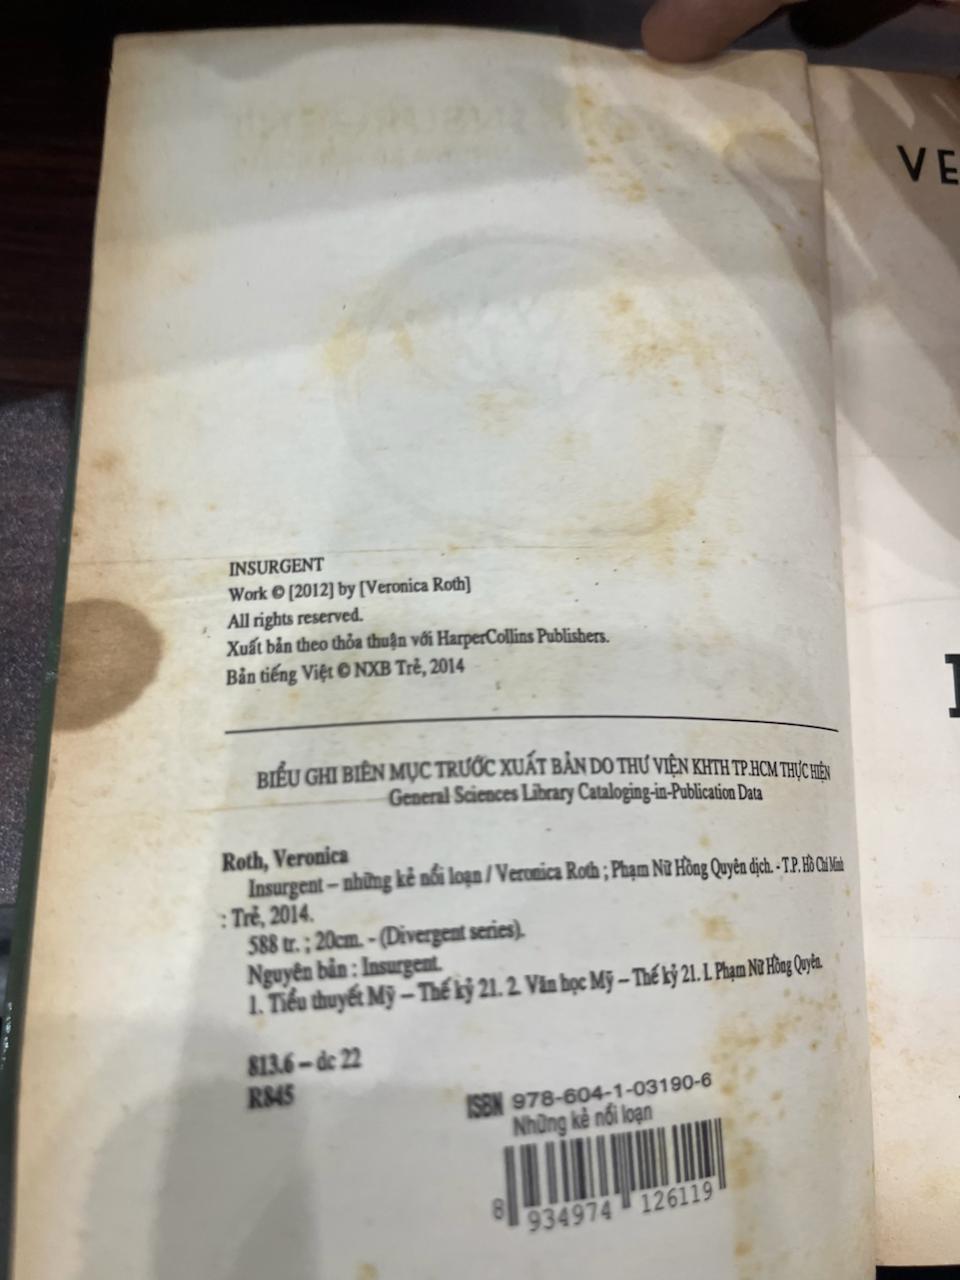 INSURGENT
Work © [2012] by [Veronica Roth]
All rights reserved.
Xuất bản theo thỏa thuận với HarperCollins Publishers.
Bản tiếng Việt © NXB Trẻ, 2014
BIỂU GHI BIÊN MỤC TRƯỚC XUẤT BẢN DO THƯ VIỆN KHTH TP.HCM THỰC HIỆN
General Sciences Library Cataloging-in-Publication Data
Roth, Veronica
Insurgent – những kẻ nổi loạn / Veronica Roth ; Phạm Nữ Hồng Quyên dịch. - T.P. Hồ Chí Minh
: Trẻ, 2014.
588 tr. ; 20cm. - (Divergent series).
Nguyên bản : Insurgent.
1. Tiểu thuyết Mỹ – Thế kỷ 21. 2. Văn học Mỹ – Thế kỷ 21. I. Phạm Nữ Hồng Quyên.
813.6 – dc 22
R845
ISBN 978-604-1-03190-6
Những kẻ nổi loạn
8 934974 126119
VE